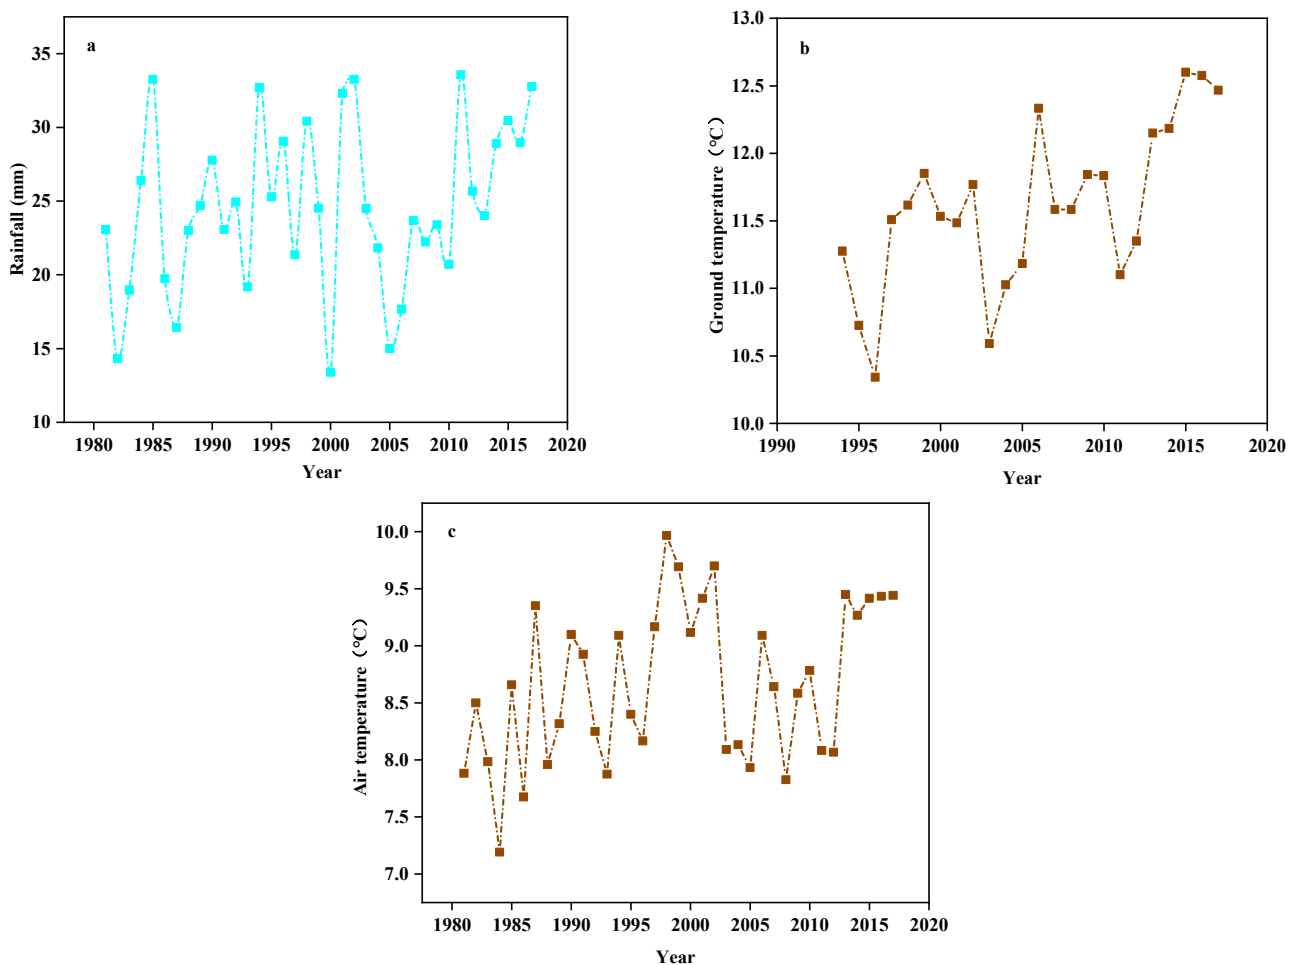 a
35
30
25
20
15
10
Rainfall (mm)
1980 1985 1990 1995 2000 2005 2010 2015 2020
Year
b
13.0
12.5
12.0
11.5
11.0
10.5
10.0
Ground temperature（°C）
1990 1995 2000 2005 2010 2015 2020
Year
c
10.0
9.5
9.0
8.5
8.0
7.5
7.0
Air temperature（°C）
1980 1985 1990 1995 2000 2005 2010 2015 2020
Year